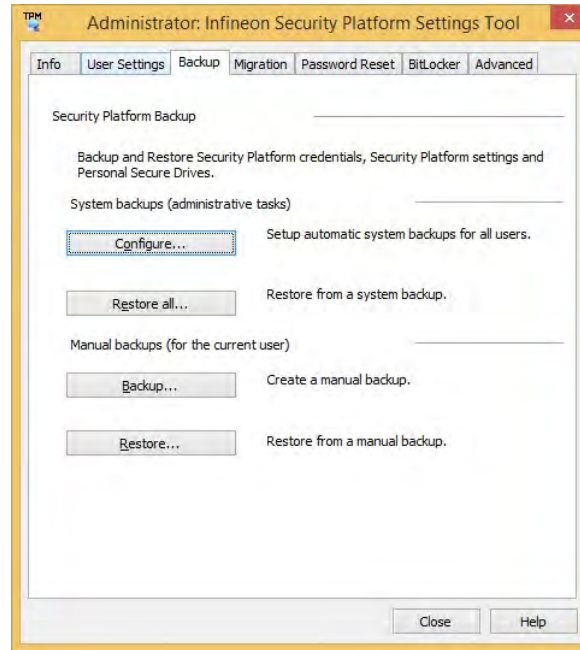 TPM
Administrator: Infineon Security Platform Settings Tool
Info User Settings Backup Migration Password Reset BitLocker Advanced
Security Platform Backup
Backup and Restore Security Platform credentials, Security Platform settings and
Personal Secure Drives.
System backups (administrative tasks)
Configure... Setup automatic system backups for all users.
Restore all... Restore from a system backup.
Manual backups (for the current user)
Backup... Create a manual backup.
Restore... Restore from a manual backup.
Close Help